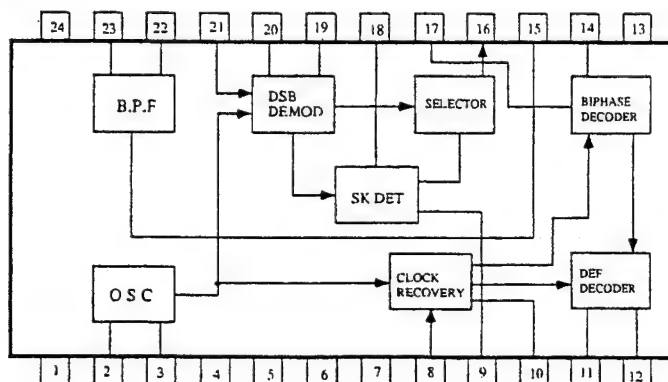 24 23 22 21 20 19 18 17 16 15 14 13
B.P.F
DSB
DEMOD
SELECTOR
BIPHASE
DECODER
SK DET
OSC
CLOCK
RECOVERY
DEF
DECODER
1 2 3 4 5 6 7 8 9 10 11 12